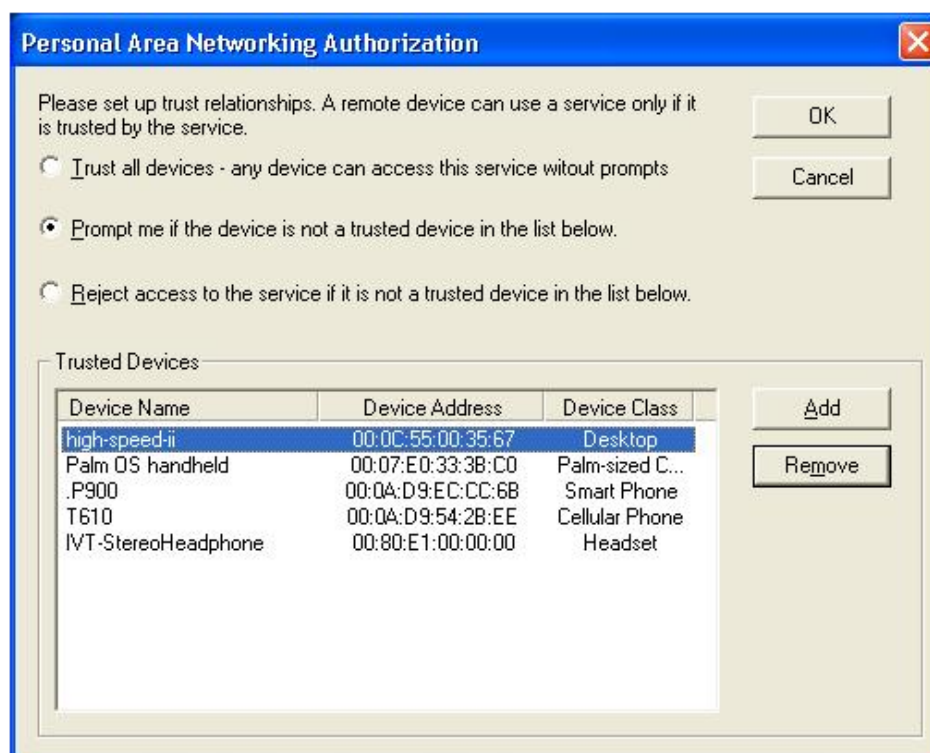 Personal Area Networking Authorization
Please set up trust relationships. A remote device can use a service only if it
is trusted by the service.
OK
Trust all devices - any device can access this service witout prompts
Cancel
Prompt me if the device is not a trusted device in the list below.
Reject access to the service if it is not a trusted device in the list below.
Trusted Devices
Device Name Device Address Device Class
Add
high-speed-ii 00:0C:55:00:35:67 Desktop
Palm OS handheld 00:07:E0:33:3B:C0 Palm-sized C...
Remove
.P900 00:0A:D9:EC:CC:6B Smart Phone
T610 00:0A:D9:54:2B:EE Cellular Phone
IVT-StereoHeadphone 00:80:E1:00:00:00 Headset